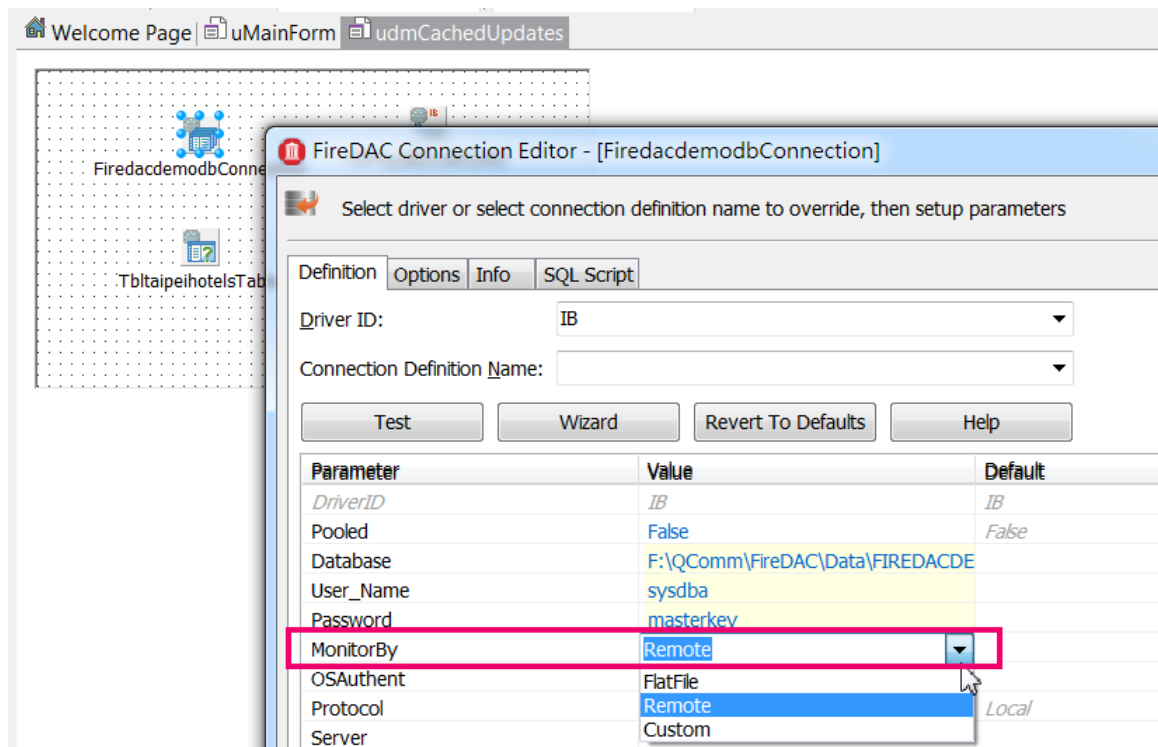 Welcome Page uMainForm udmCachedUpdates
IB
FiredacdemodbConne
TbltaipeihotelsTab
FireDAC Connection Editor - [FiredacdemodbConnection]
Select driver or select connection definition name to override, then setup parameters
Definition Options Info SQL Script
Driver ID: IB
Connection Definition Name:
Test Wizard Revert To Defaults Help
Parameter Value Default
DriverID IB IB
Pooled False False
Database F:\QComm\FireDAC\Data\FIREDACDE
User_Name sysdba
Password masterkey
MonitorBy Remote
OSAuthent FlatFile
Protocol Remote Local
Server Custom